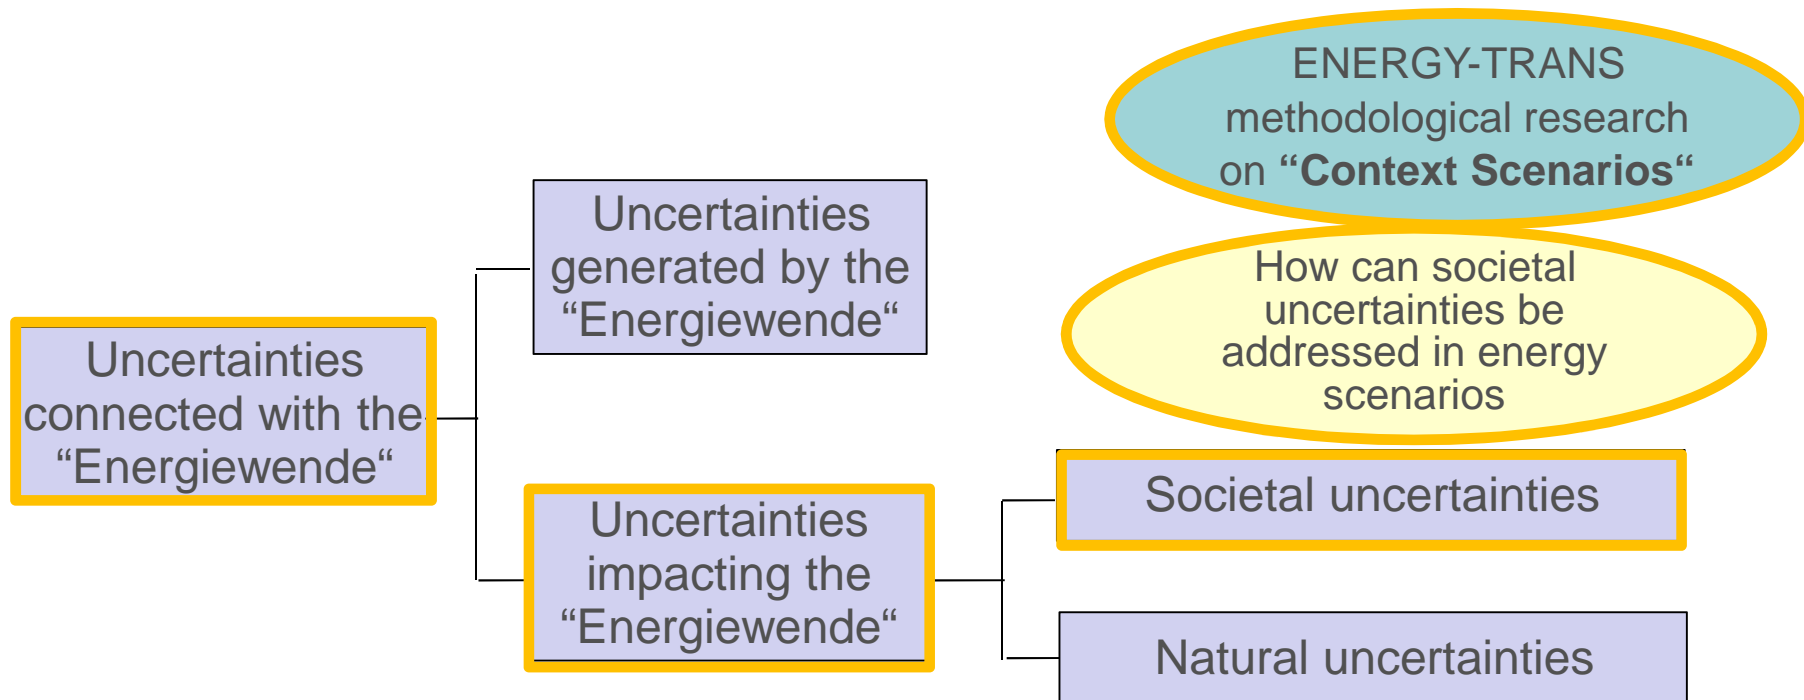 ENERGY-TRANS
methodological research
on “Context Scenarios“
Uncertainties
generated by the
“Energiewende“
How can societal
uncertainties be
addressed in energy
scenarios
Uncertainties
connected with the
“Energiewende“
Societal uncertainties
Uncertainties
impacting the
“Energiewende“
Natural uncertainties